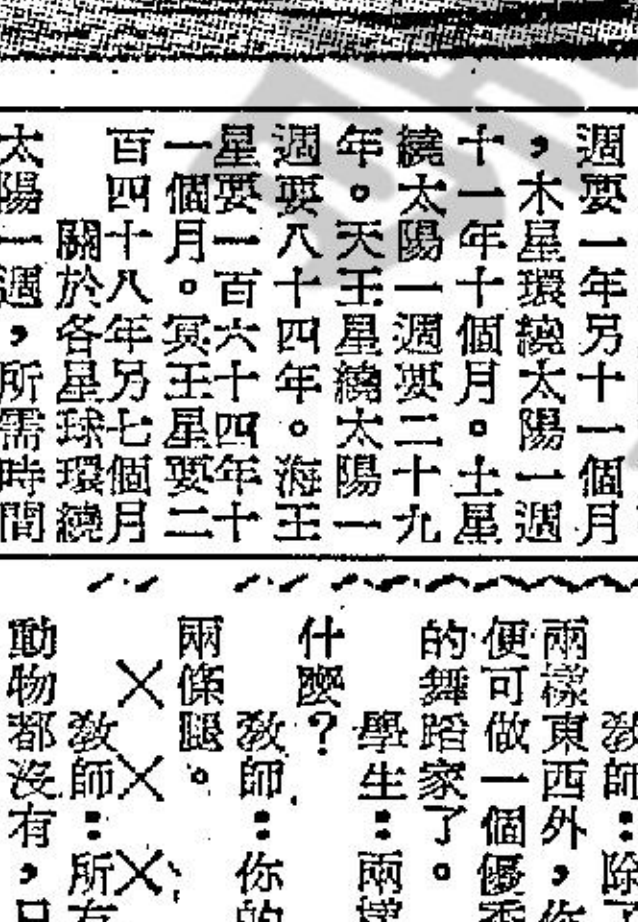 週要一年另十一個月
，木星環繞太陽一週
十一年十個月。土星
繞太陽一週要二十九
年。天王星繞太陽一
週要八十四年。海王
星要一百六十四年十
一個月。冥王星要二
百四十八年另七個月
關於各星球環繞
太陽一週，所需時間
教師：除了
兩樣東西外，你
便可做一個優秀
的舞蹈家了。
學生：兩樣
什麼？
教師：你的
兩條腿。
×××
教師：所有
動物都沒有，只